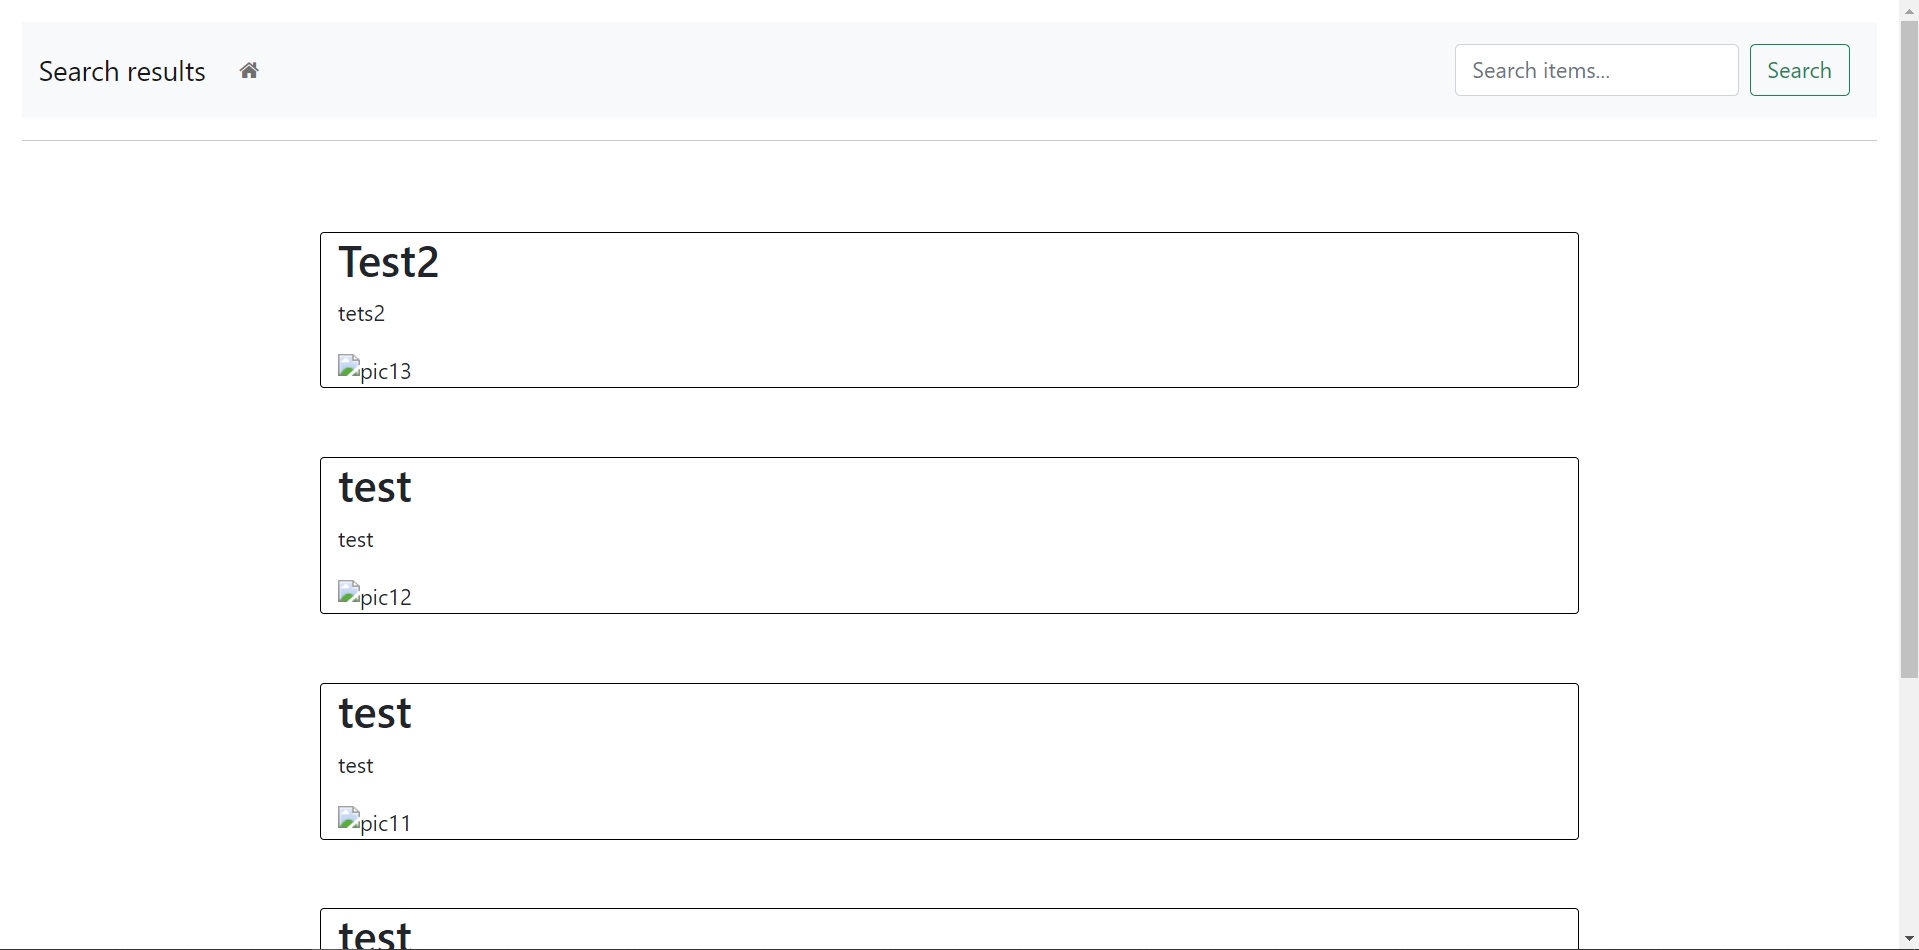 Search results
Search items...
Search
Test2
tets2
pic13
test
test
pic12
test
test
pic11
test